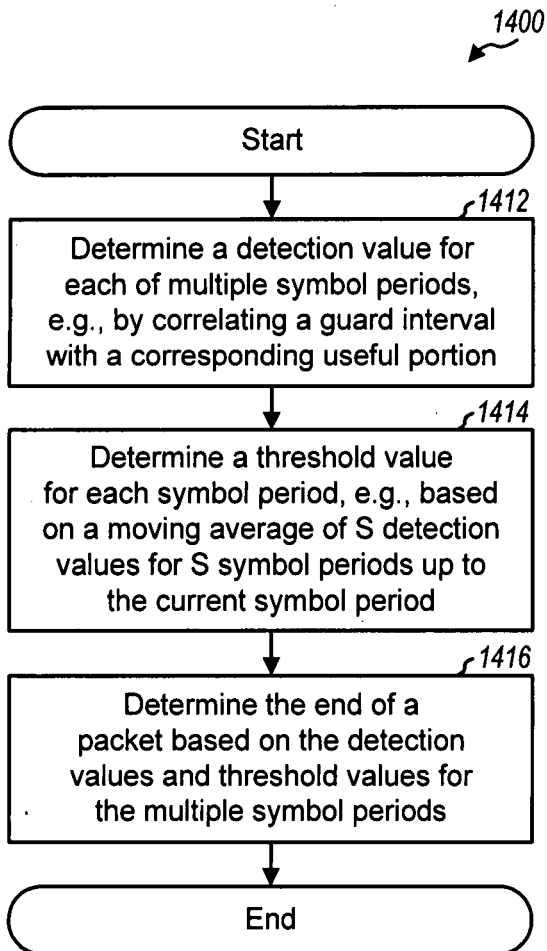 1400
Start
1412
Determine a detection value for
each of multiple symbol periods,
e.g., by correlating a guard interval
with a corresponding useful portion
1414
Determine a threshold value
for each symbol period, e.g., based
on a moving average of S detection
values for S symbol periods up to
the current symbol period
1416
Determine the end of a
packet based on the detection
values and threshold values for
the multiple symbol periods
End